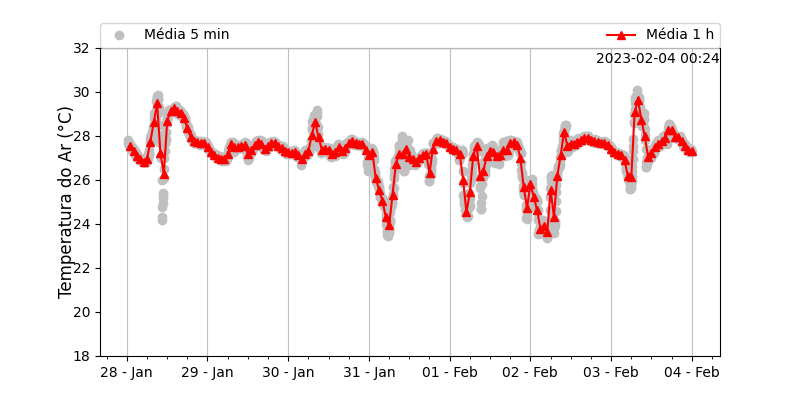 Média 5 min
Média 1 h
2023-02-04 00:24
Temperatura do Ar (°C)
32
30
28
26
24
22
20
18
28 - Jan
29 - Jan
30 - Jan
31 - Jan
01 - Feb
02 - Feb
03 - Feb
04 - Feb